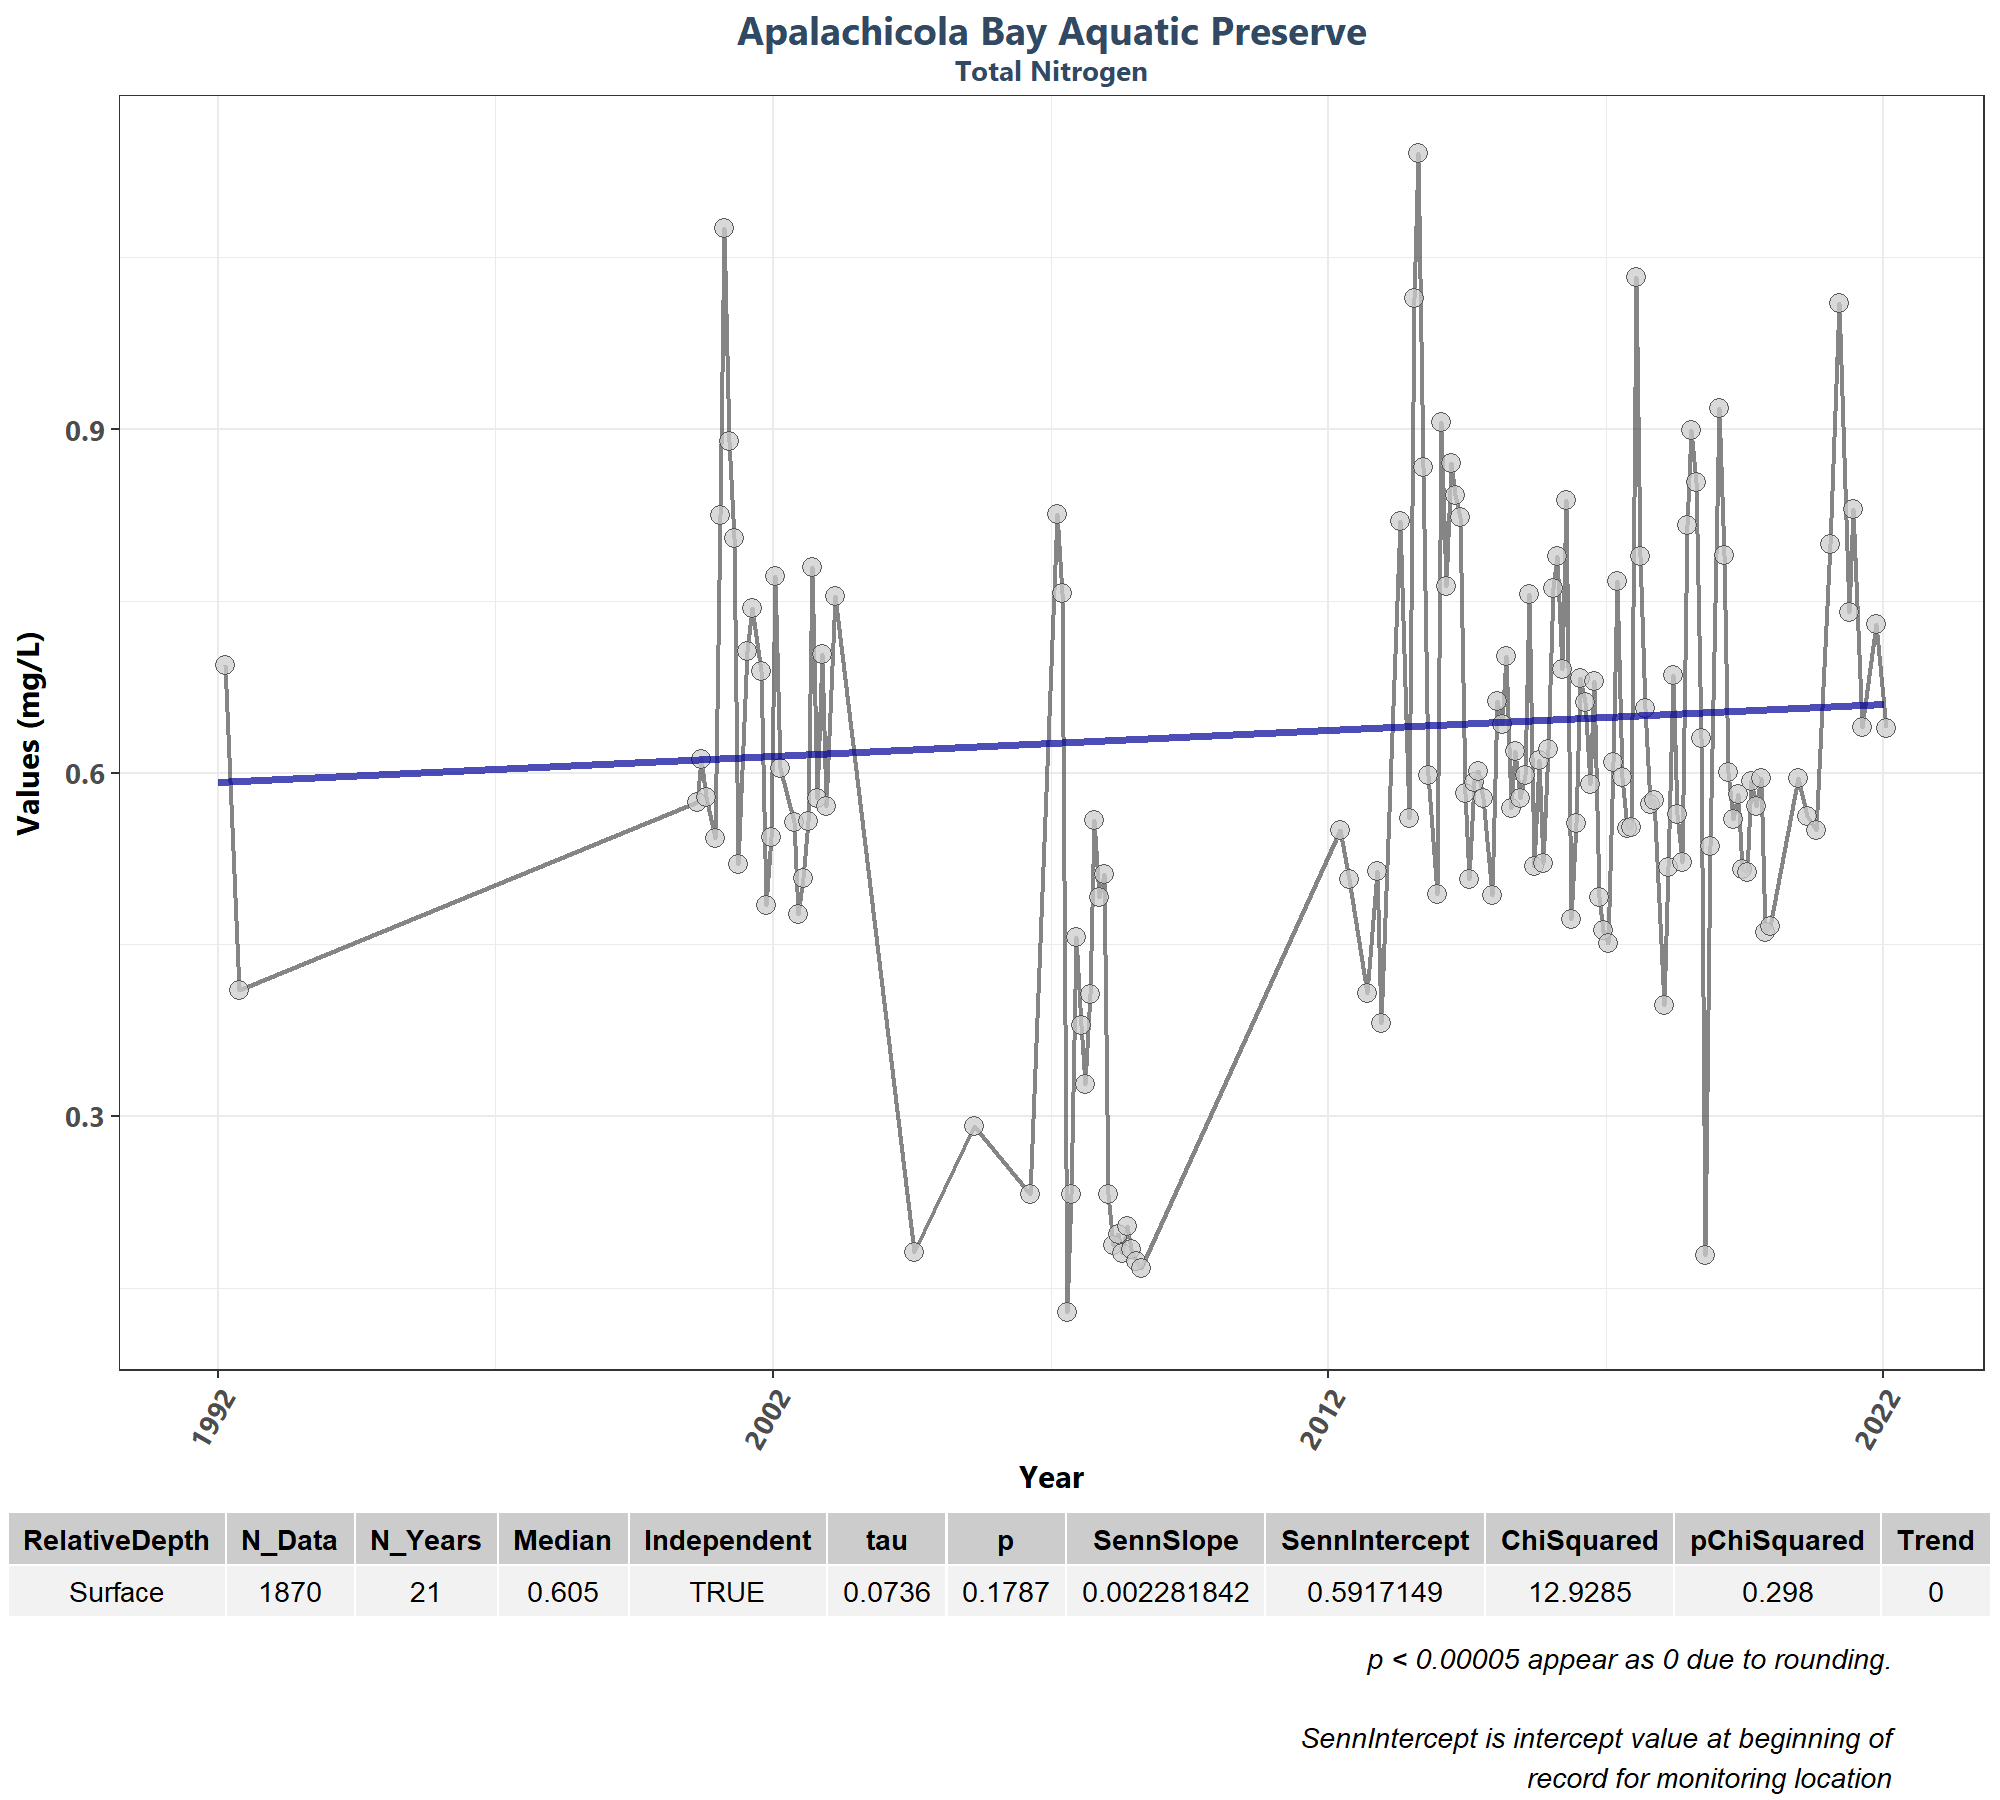 Apalachicola Bay Aquatic Preserve
Total Nitrogen
Values (mg/L)
0.9
0.6
0.3
1992
2002
2012
2022
Year
RelativeDepth N_Data N_Years Median Independent tau p SennSlope SennIntercept ChiSquared pChiSquared Trend
Surface 1870 21 0.605 TRUE 0.0736 0.1787 0.002281842 0.5917149 12.9285 0.298 0
p < 0.00005 appear as 0 due to rounding.
SennIntercept is intercept value at beginning of
record for monitoring location